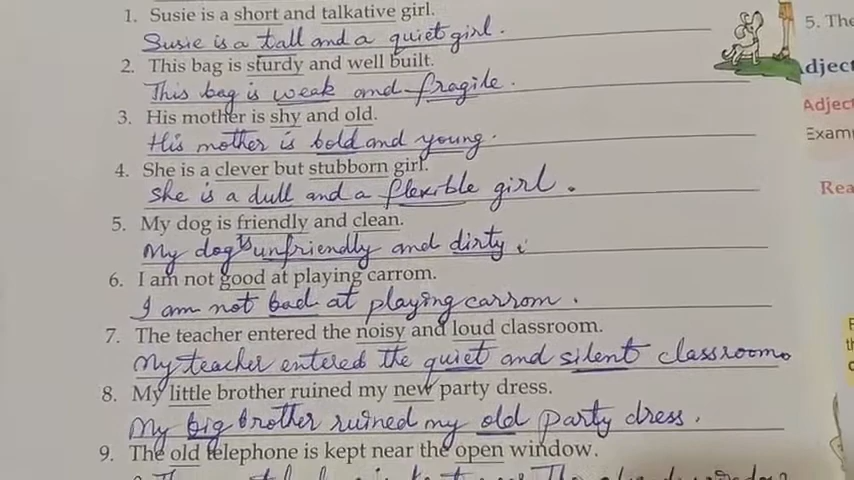 1. Susie is a short and talkative girl.
Susie is a tall and a quiet girl.
2. This bag is sturdy and well built.
This bag is weak and fragile.
3. His mother is shy and old.
His mother is bold and young.
4. She is a clever but stubborn girl.
She is a dull and a flexible girl.
5. My dog is friendly and clean.
My dog is unfriendly and dirty.
6. I am not good at playing carrom.
I am not bad at playing carrom.
7. The teacher entered the noisy and loud classroom.
My teacher entered the quiet and silent classroom.
8. My little brother ruined my new party dress.
My big brother ruined my old party dress.
9. The old telephone is kept near the open window.
5. The
Adject
Exam
Rea